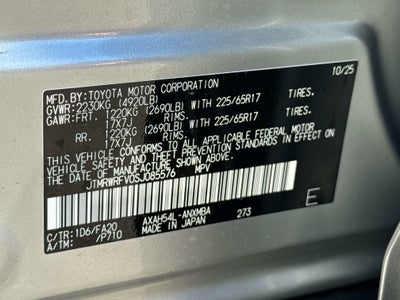 MFD. BY: TOYOTA MOTOR CORPORATION 10/25
GVWR: 2230KG (4920LB)
GAWR: FRT. 1220KG (2690LB) WITH 225/65R17 TIRES.
17X7J RIMS.
RR. 1220KG (2690LB) WITH 225/65R17 TIRES.
17X7J RIMS.
THIS VEHICLE CONFORMS TO ALL APPLICABLE FEDERAL MOTOR
VEHICLE SAFETY STANDARDS IN EFFECT ON THE DATE OF
MANUFACTURE SHOWN ABOVE.
JTMRWRFV0SJ085576 MPV
AXAH54L-ANXMBA 273
MADE IN JAPAN
C/TR: 1D6/FA20
A/TM: /P710
E